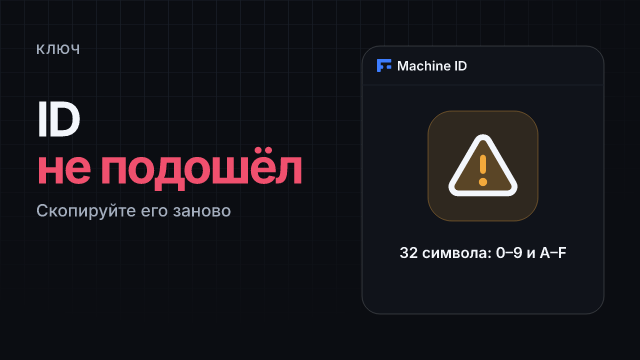 ключ
ID
не подошёл
Скопируйте его заново
Machine ID
32 символа: 0–9 и A–F